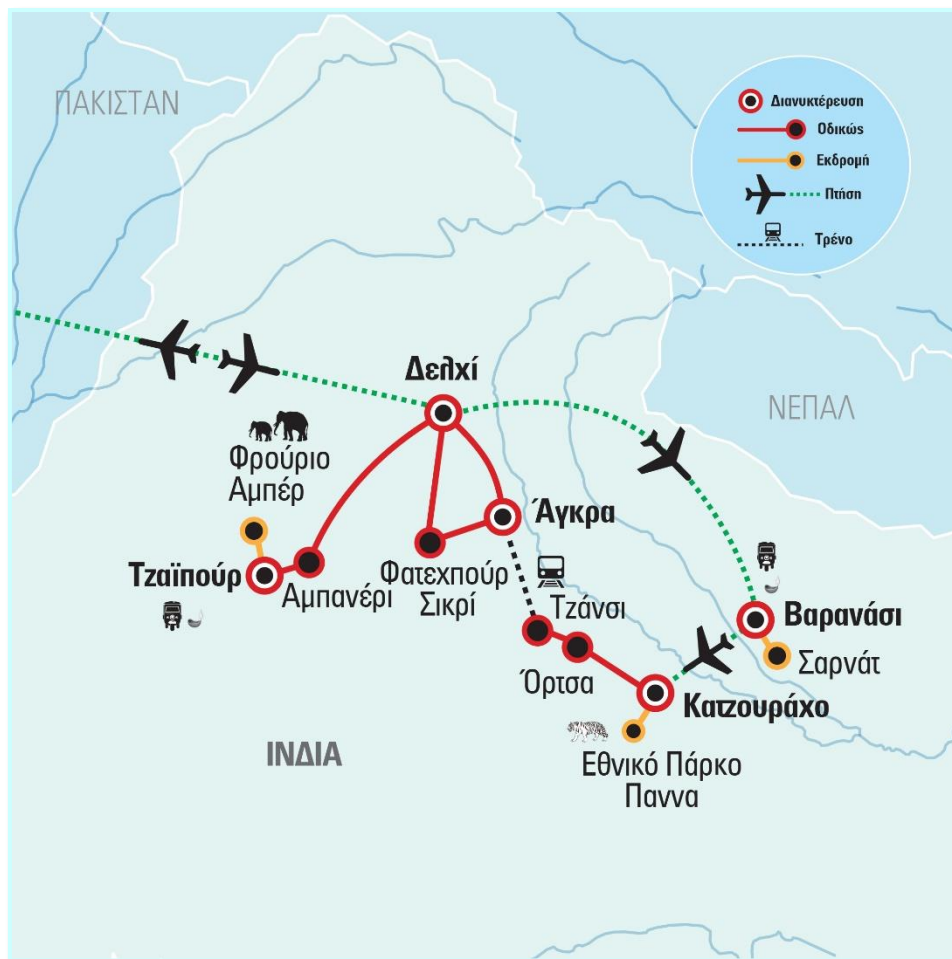 ΠΑΚΙΣΤΑΝ
Διανυκτέρευση
Οδικώς
Εκδρομή
Πτήση
Τρένο
Δελχί
ΝΕΠΑΛ
Φρούριο
Αμπέρ
Άγκρα
Τζαϊπούρ
Αμπανέρι
Φατεχπούρ
Σικρί
Τζάνσι
Βαρανάσι
Σαρνάτ
Όρτσα
Κατζουράχο
ΙΝΔΙΑ
Εθνικό Πάρκο
Παννα